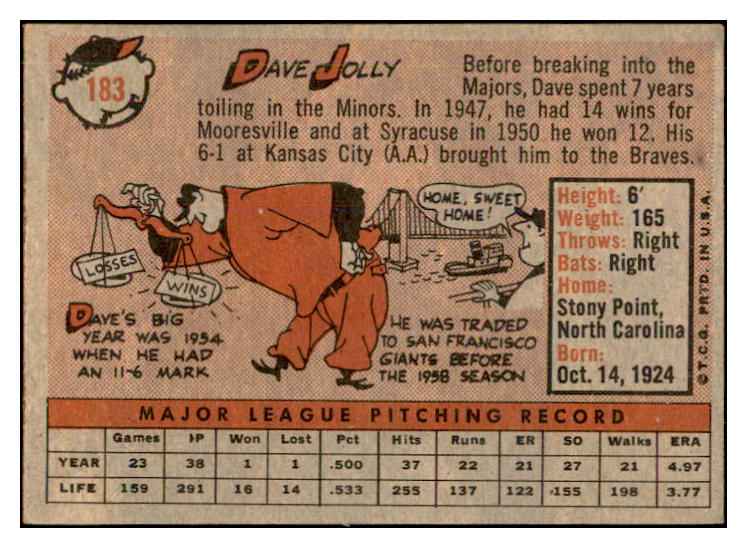 183
DAVE JOLLY
Before breaking into the
Majors, Dave spent 7 years
toiling in the Minors. In 1947, he had 14 wins for
Mooresville and at Syracuse in 1950 he won 12. His
6-1 at Kansas City (A.A.) brought him to the Braves.
LOSSES
WINS
HOME, SWEET
HOME!
DAVE'S BIG
YEAR WAS 1954
WHEN HE HAD
AN 11-6 MARK
HE WAS TRADED
TO SAN FRANCISCO
GIANTS BEFORE
THE 1958 SEASON
Height: 6'
Weight: 165
Throws: Right
Bats: Right
Home:
Stony Point,
North Carolina
Born:
Oct. 14, 1924
© T.C.G. PRTD. IN U.S.A.
MAJOR LEAGUE PITCHING RECORD
Games IP Won Lost Pct Hits Runs ER SO Walks ERA
YEAR 23 38 1 1 .500 37 22 21 27 21 4.97
LIFE 159 291 16 14 .533 255 137 122 155 198 3.77